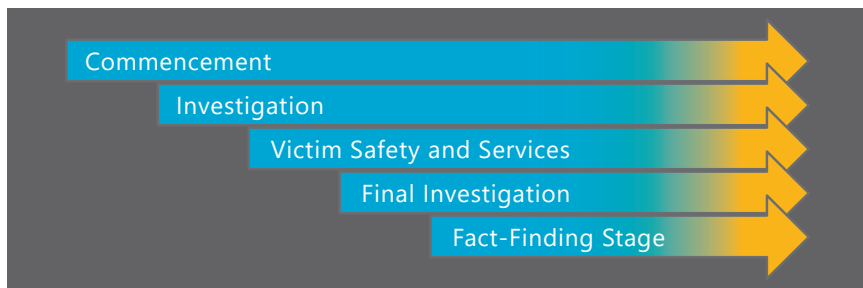 Commencement
Investigation
Victim Safety and Services
Final Investigation
Fact-Finding Stage